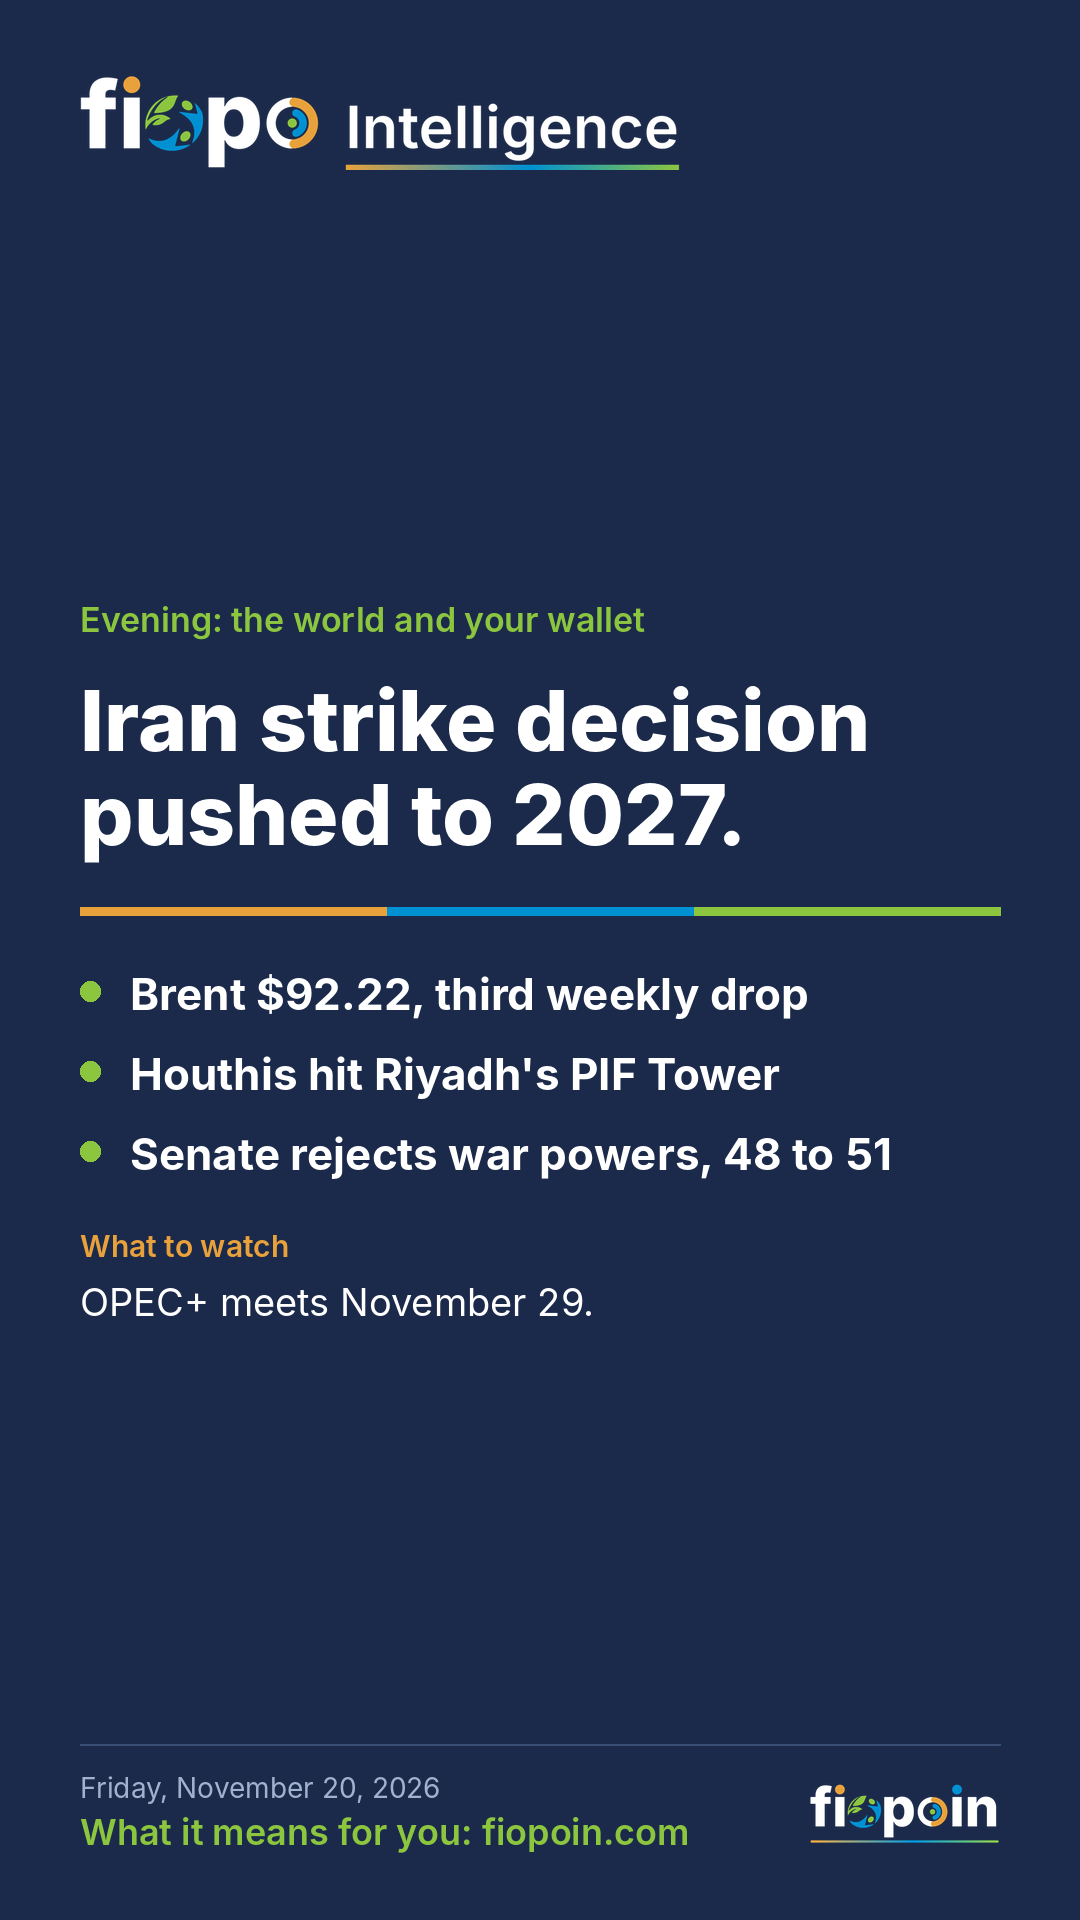 fiopo Intelligence
Evening: the world and your wallet
Iran strike decision
pushed to 2027.
Brent $92.22, third weekly drop
Houthis hit Riyadh's PIF Tower
Senate rejects war powers, 48 to 51
What to watch
OPEC+ meets November 29.
Friday, November 20, 2026
What it means for you: fiopoin.com
fiopoin